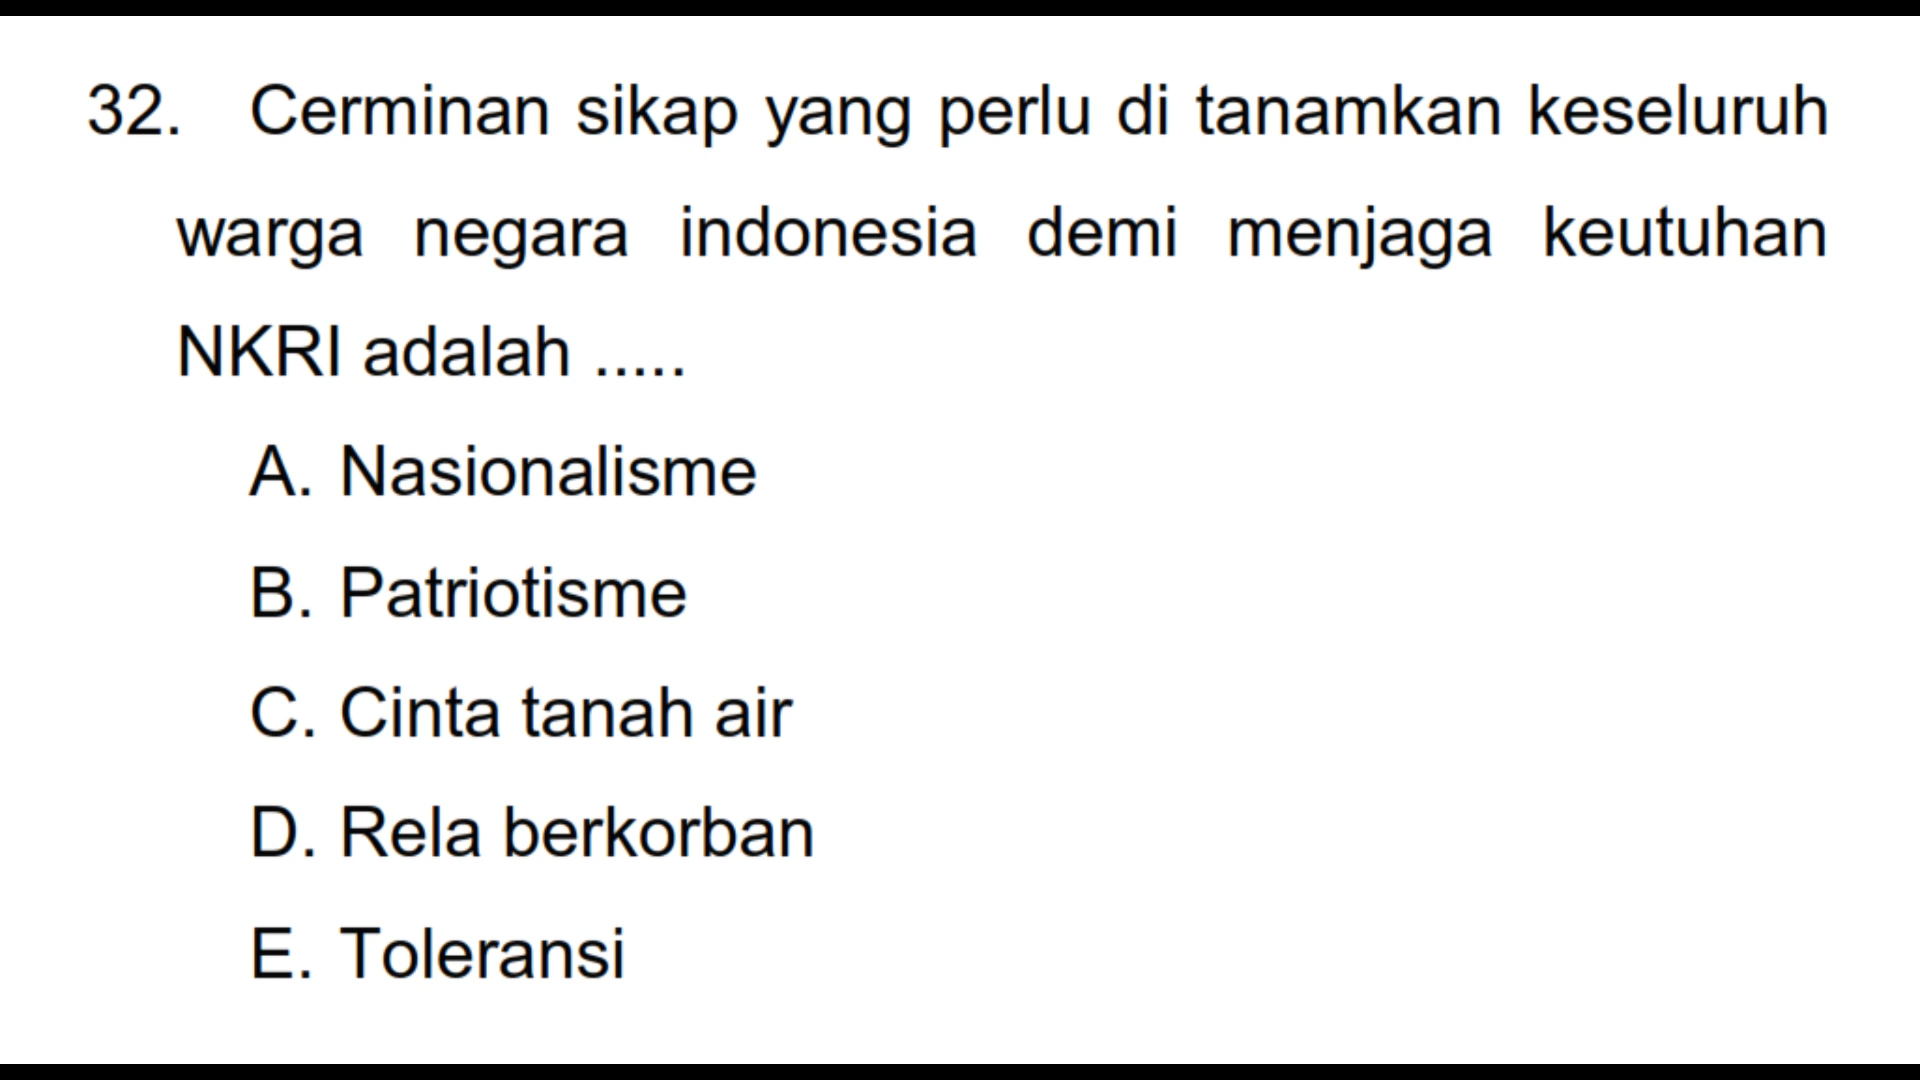 32. Cerminan sikap yang perlu di tanamkan keseluruh
warga negara indonesia demi menjaga keutuhan
NKRI adalah .....
A. Nasionalisme
B. Patriotisme
C. Cinta tanah air
D. Rela berkorban
E. Toleransi